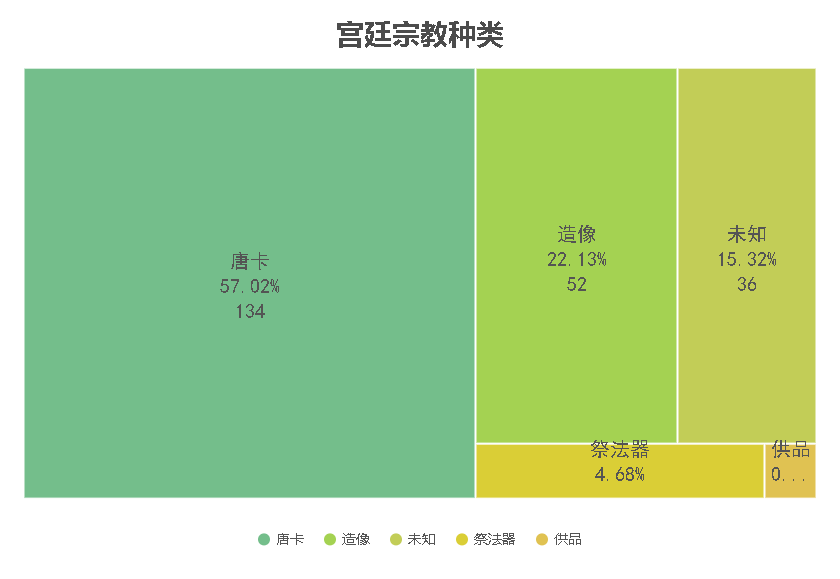 宫廷宗教种类
唐卡
57.02%
134
造像
22.13%
52
未知
15.32%
36
祭法器
4.68%
供品
0...
唐卡 造像 未知 祭法器 供品